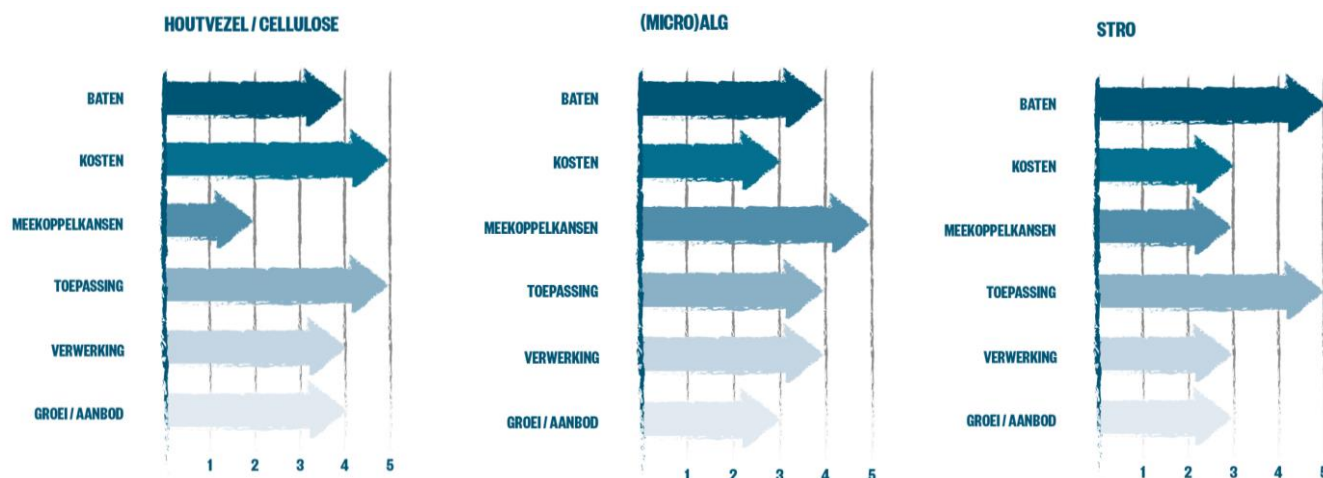 HOUTVEZEL / CELLULOSE
BATEN
KOSTEN
MEEKOPPELKANSEN
TOEPASSING
VERWERKING
GROEI / AANBOD
1 2 3 4 5
(MICRO)ALG
BATEN
KOSTEN
MEEKOPPELKANSEN
TOEPASSING
VERWERKING
GROEI / AANBOD
1 2 3 4 5
STRO
BATEN
KOSTEN
MEEKOPPELKANSEN
TOEPASSING
VERWERKING
GROEI / AANBOD
1 2 3 4 5